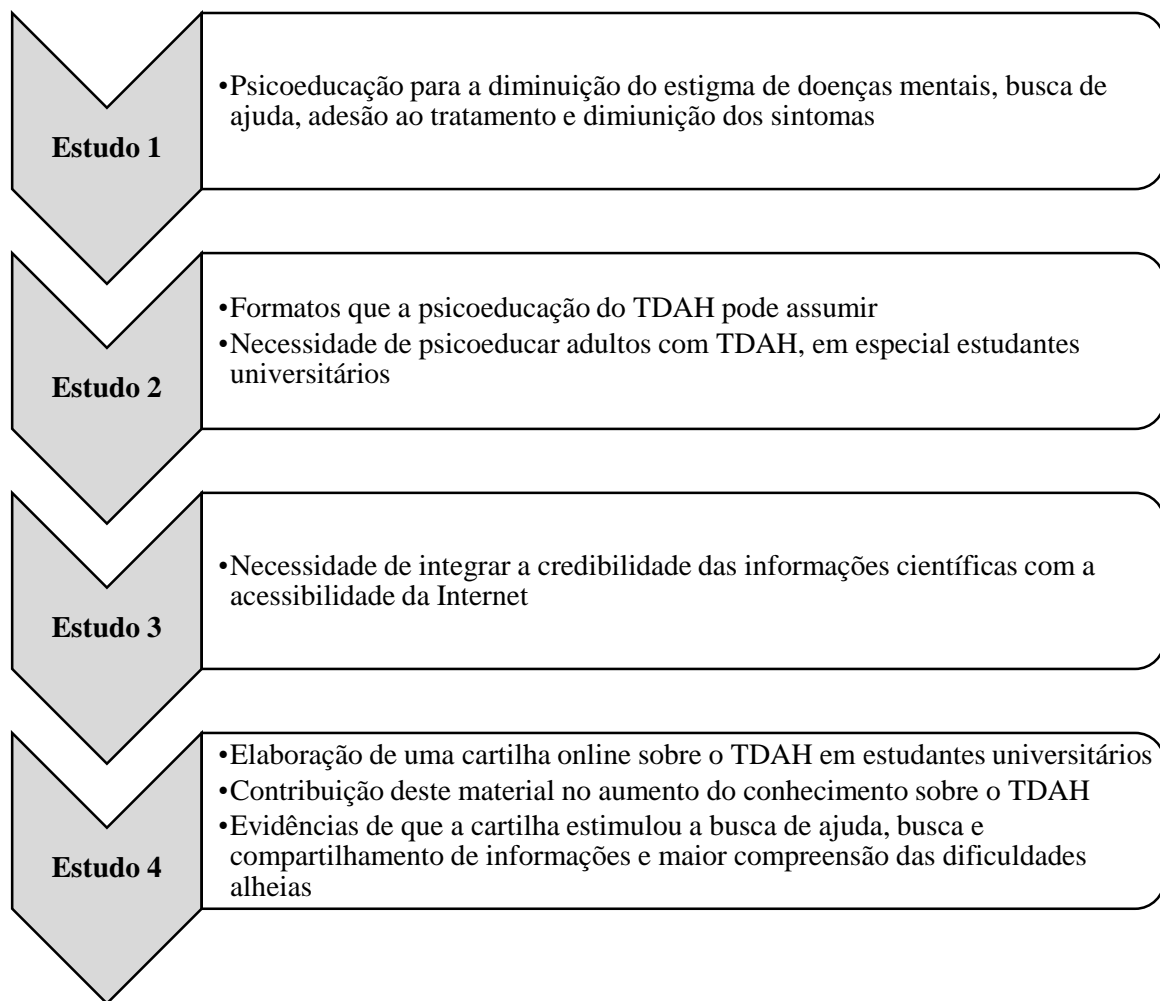 Estudo 1
•Psicoeducação para a diminuição do estigma de doenças mentais, busca de
ajuda, adesão ao tratamento e dimiunição dos sintomas
Estudo 2
•Formatos que a psicoeducação do TDAH pode assumir
•Necessidade de psicoeducar adultos com TDAH, em especial estudantes
universitários
Estudo 3
•Necessidade de integrar a credibilidade das informações científicas com a
acessibilidade da Internet
Estudo 4
•Elaboração de uma cartilha online sobre o TDAH em estudantes universitários
•Contribuição deste material no aumento do conhecimento sobre o TDAH
•Evidências de que a cartilha estimulou a busca de ajuda, busca e
compartilhamento de informações e maior compreensão das dificuldades
alheias